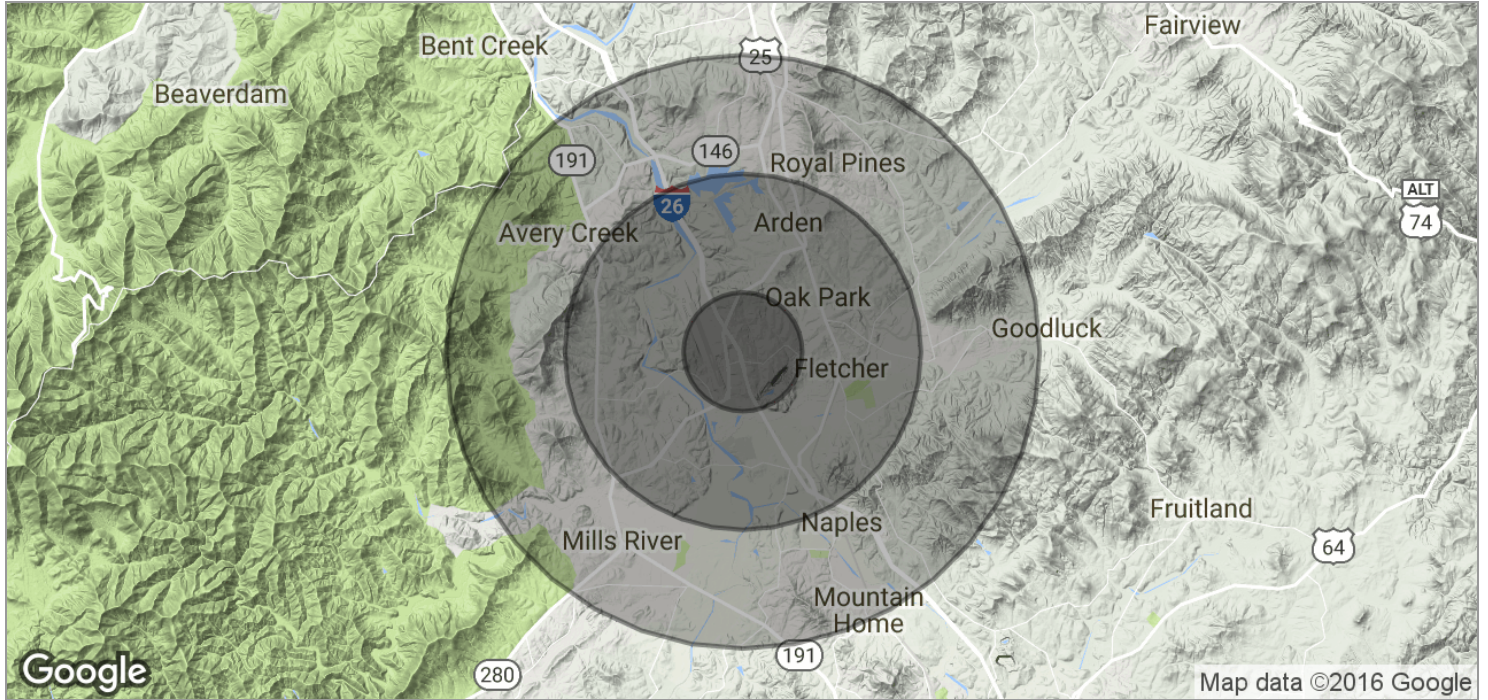 Fairview
Bent Creek
25
Beaverdam
191
146
Royal Pines
ALT
74
26
Arden
Avery Creek
Oak Park
Goodluck
Fletcher
Fruitland
Naples
Mills River
64
Mountain
Home
191
280
Google
Map data ©2016 Google